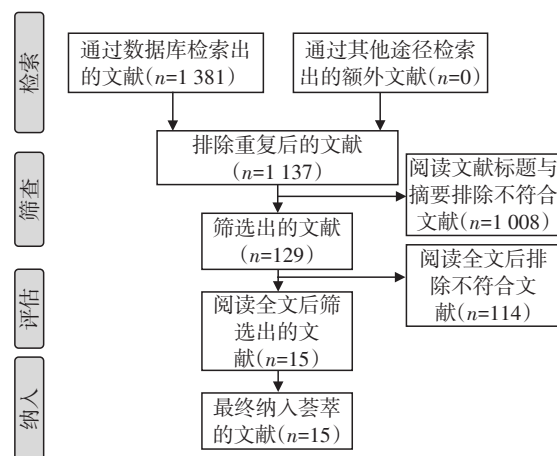 检索
通过数据库检索出
的文献(n=1 381)
通过其他途径检索
出的额外文献(n=0)
排除重复后的文献
(n=1 137)
筛查
阅读文献标题与
摘要排除不符合
文献(n=1 008)
筛选出的文献
(n=129)
阅读全文后排
除不符合文
献(n=114)
评估
阅读全文后筛
选出的文
献(n=15)
纳入
最终纳入荟萃
的文献(n=15)